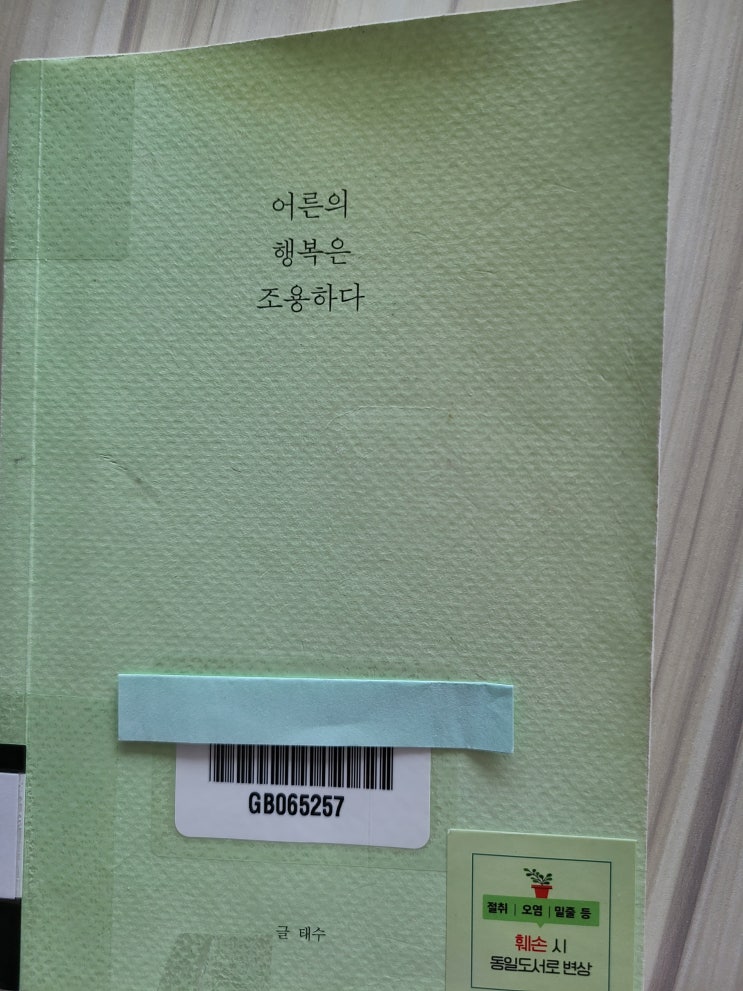 어른의
행복은
조용하다
GB065257
글 태수
절취 | 오염 | 밑줄 등
훼손 시
동일도서로 변상